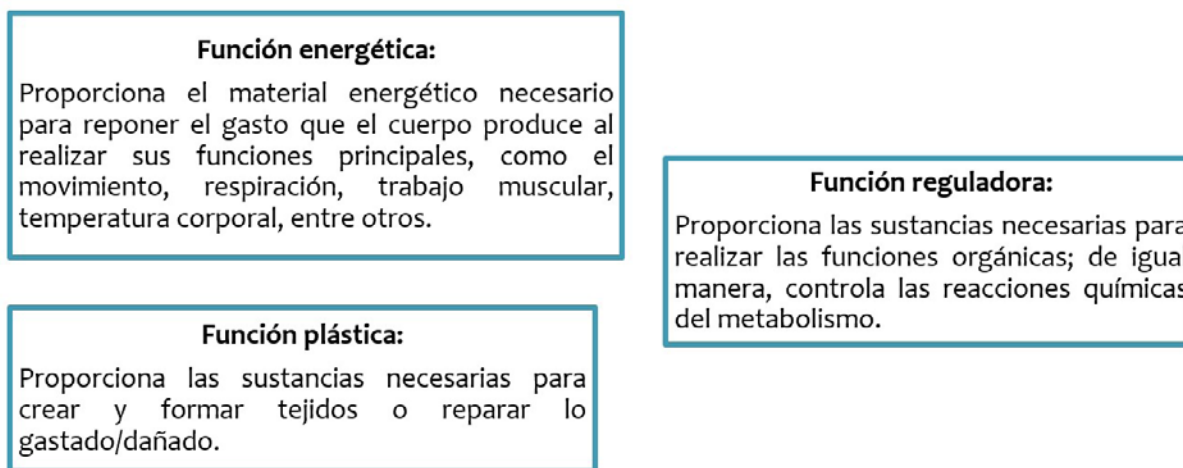 Función energética:
Proporciona el material energético necesario
para reponer el gasto que el cuerpo produce al
realizar sus funciones principales, como el
movimiento, respiración, trabajo muscular,
temperatura corporal, entre otros.
Función plástica:
Proporciona las sustancias necesarias para
crear y formar tejidos o reparar lo
gastado/dañado.
Función reguladora:
Proporciona las sustancias necesarias para
realizar las funciones orgánicas; de igual
manera, controla las reacciones químicas
del metabolismo.